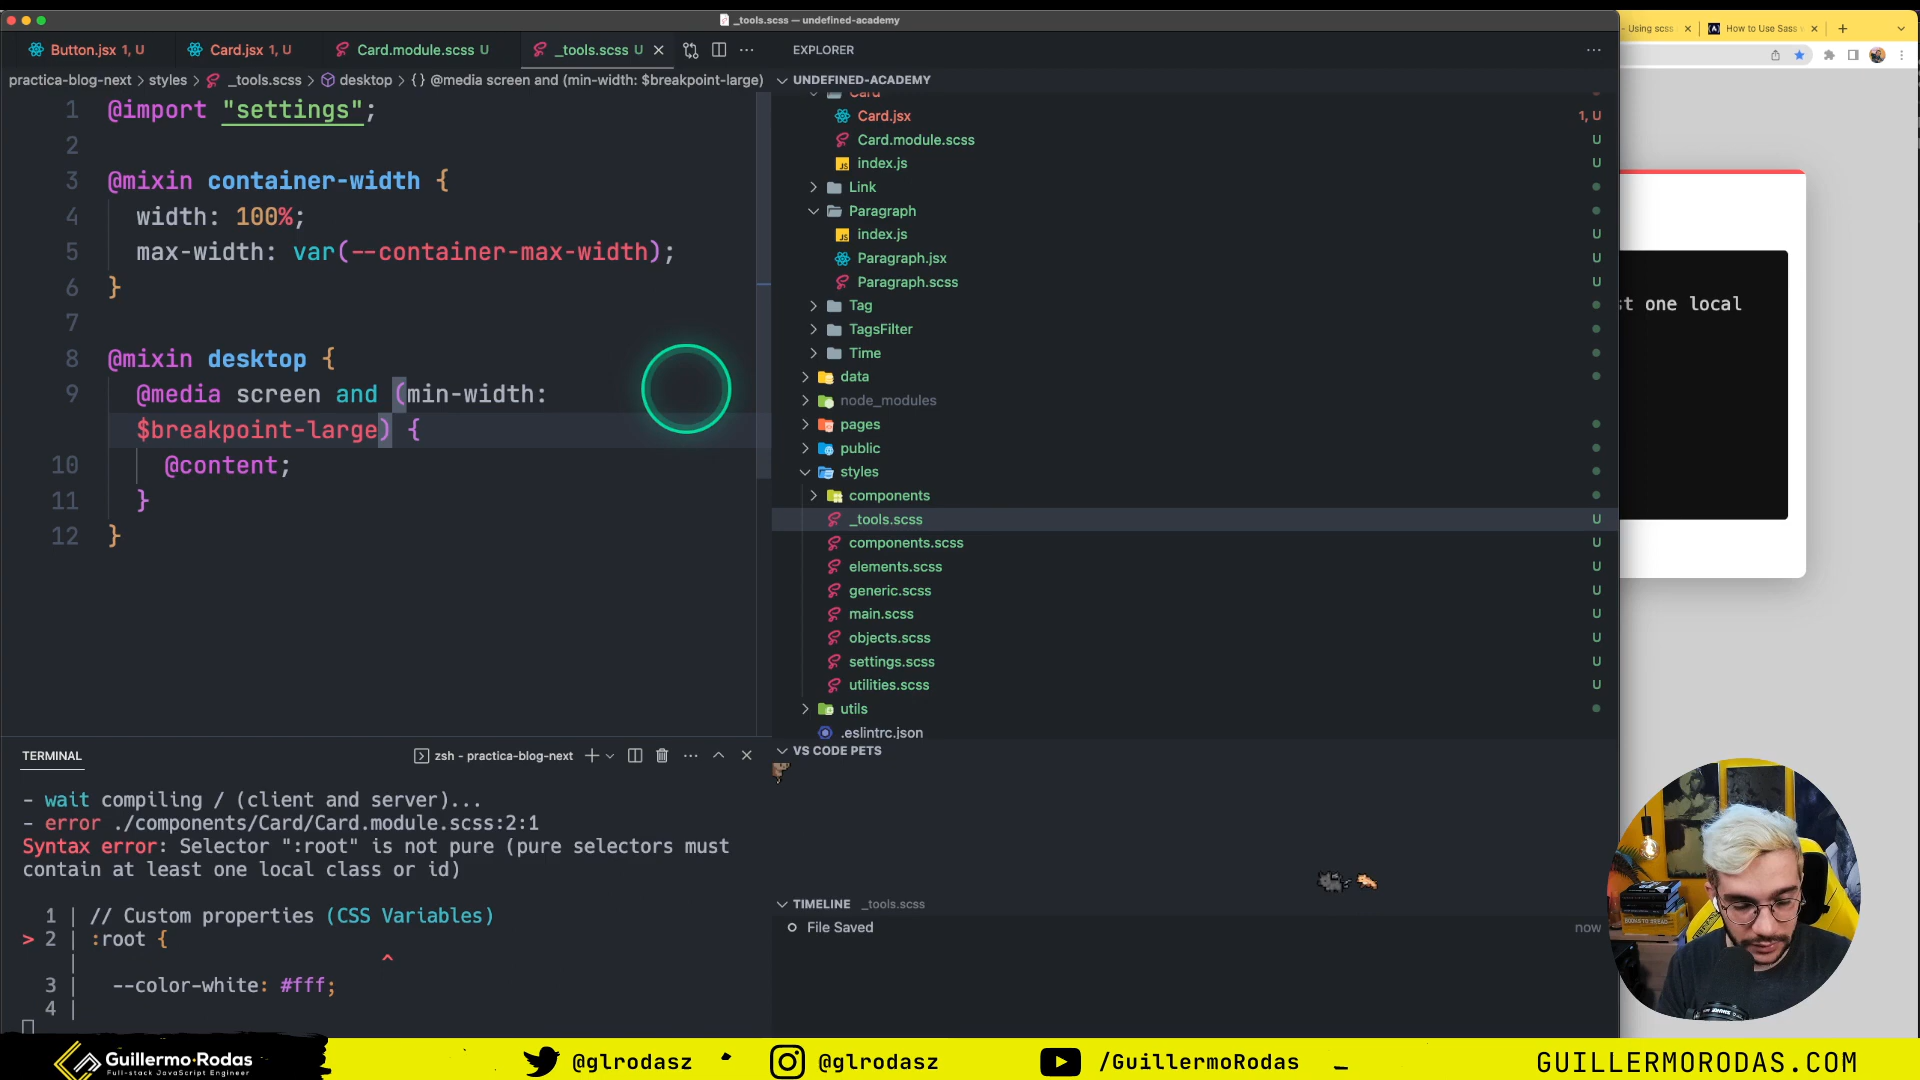 _tools.scss — undefined-academy
Button.jsx 1, U
Card.jsx 1, U
Card.module.scss U
_tools.scss U
EXPLORER
- Using scss
How to Use Sass
practica-blog-next > styles > _tools.scss > desktop > {} @media screen and (min-width: $breakpoint-large)
1 @import "settings";
2
3 @mixin container-width {
4 width: 100%;
5 max-width: var(--container-max-width);
6 }
7
8 @mixin desktop {
9 @media screen and (min-width:
$breakpoint-large) {
10 @content;
11 }
12 }
UNDEFINED-ACADEMY
Card
Card.jsx 1, U
Card.module.scss U
index.js U
Link
Paragraph
index.js U
Paragraph.jsx U
Paragraph.scss U
Tag
TagsFilter
Time
data
node_modules
pages
public
styles
components
_tools.scss U
components.scss U
elements.scss U
generic.scss U
main.scss U
objects.scss U
settings.scss U
utilities.scss U
utils
.eslintrc.json
VS CODE PETS
TIMELINE _tools.scss
File Saved now
st one local
TERMINAL
zsh - practica-blog-next
- wait compiling / (client and server)...
- error ./components/Card/Card.module.scss:2:1
Syntax error: Selector ":root" is not pure (pure selectors must
contain at least one local class or id)
1 | // Custom properties (CSS Variables)
> 2 | :root {
| ^
3 | --color-white: #fff;
4 |
Guillermo·Rodas
Full-stack JavaScript Engineer
@glrodasz
@glrodasz
/GuillermoRodas
GUILLERMORODAS.COM